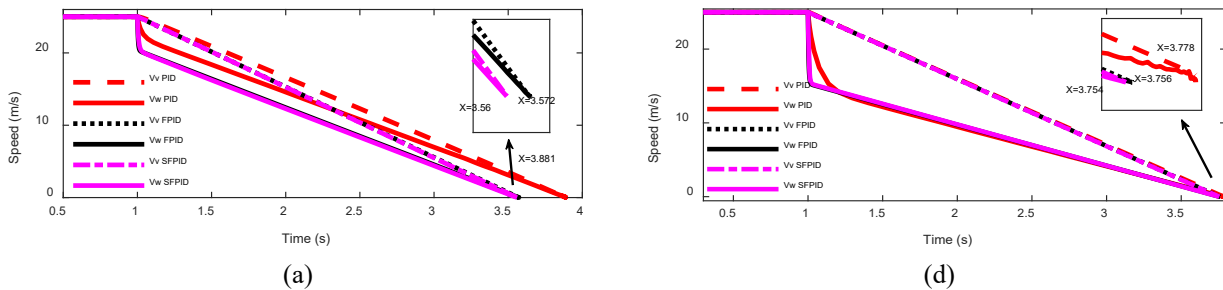 20
10
0
Speed (m/s)
Vv PID
Vw PID
Vv FPID
Vw FPID
Vv SFPID
Vw SFPID
X=3.56
X=3.572
X=3.881
0.5 1 1.5 2 2.5 3 3.5 4
Time (s)
(a)
20
10
0
Speed (m/s)
Vv PID
Vw PID
Vv FPID
Vw FPID
Vv SFPID
Vw SFPID
X=3.778
X=3.756
X=3.754
0.5 1 1.5 2 2.5 3 3.5
Time (s)
(d)